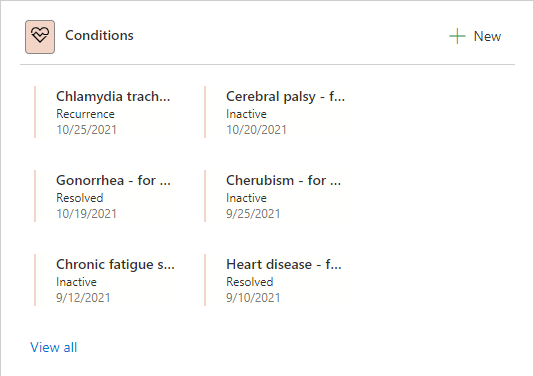 Conditions
New
Chlamydia trach...
Recurrence
10/25/2021
Cerebral palsy - f...
Inactive
10/20/2021
Gonorrhea - for ...
Resolved
10/19/2021
Cherubism - for ...
Inactive
9/25/2021
Chronic fatigue s...
Inactive
9/12/2021
Heart disease - f...
Resolved
9/10/2021
View all